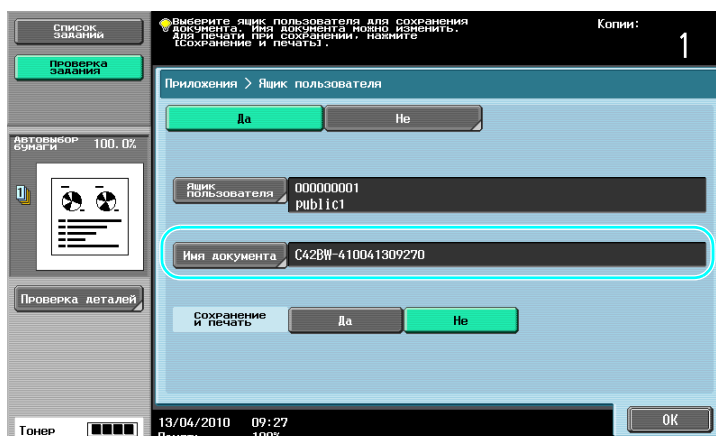 Список
заданий
Проверка
задания
Выберите ящик пользователя для сохранения
документа. Имя документа можно изменить.
Для печати при сохранении, нажмите
[Сохранение и печать].
Копии:
1
Приложения > Ящик пользователя
Да
Не
Автовыбор
бумаги
100.0%
Ящик
пользователя
000000001
public1
Имя документа
C42BW-410041309270
Проверка деталей
Сохранение
и печать
Да
Не
Тонер
13/04/2010 09:27
Память 100%
OK